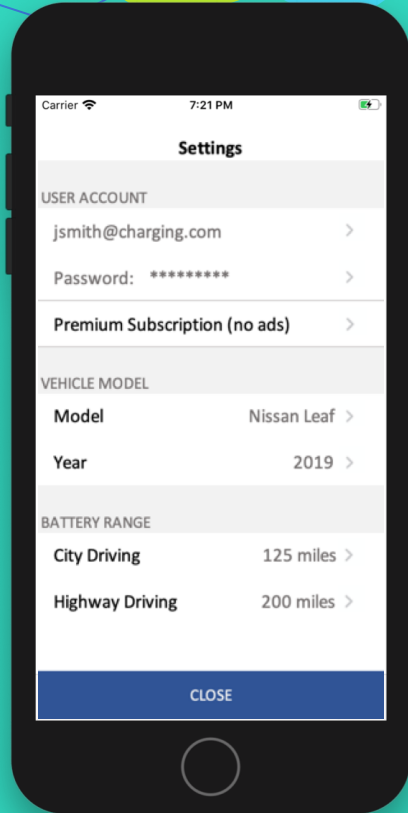 Carrier 7:21 PM
Settings
USER ACCOUNT
jsmith@charging.com
Password: *********
Premium Subscription (no ads)
VEHICLE MODEL
Model Nissan Leaf
Year 2019
BATTERY RANGE
City Driving 125 miles
Highway Driving 200 miles
CLOSE